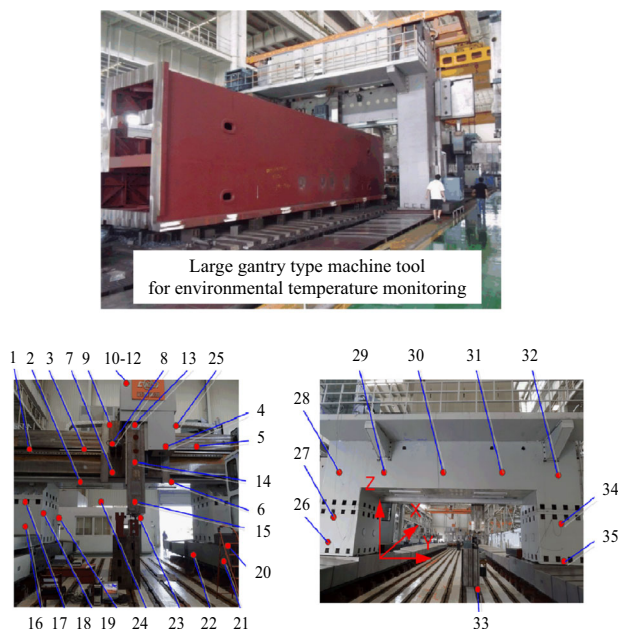 Large gantry type machine tool
for environmental temperature monitoring
1 2 3 7 9 10-12 8 13 25
4
5
14
6
15
20
16 17 18 19 24 23 22 21
29 30 31 32
28
27
26
34
35
33
Z
X
Y